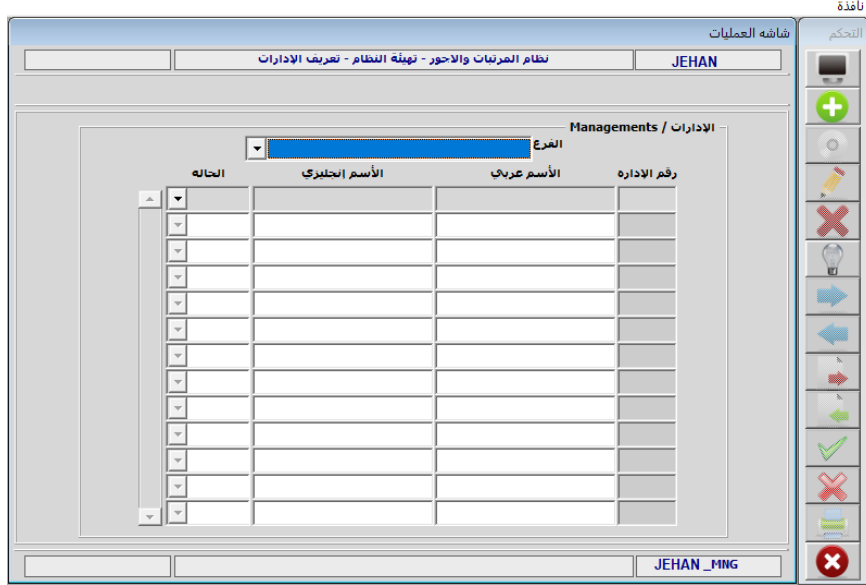 نافذة
التحكم
شاشه العمليات
JEHAN
نظام المرتبات والاجور - تهيئة النظام - تعريف الإدارات
الإدارات / Managements
الفرع
رقم الإداره الأسم عربي الأسم إنجليزي الحاله
JEHAN _MNG